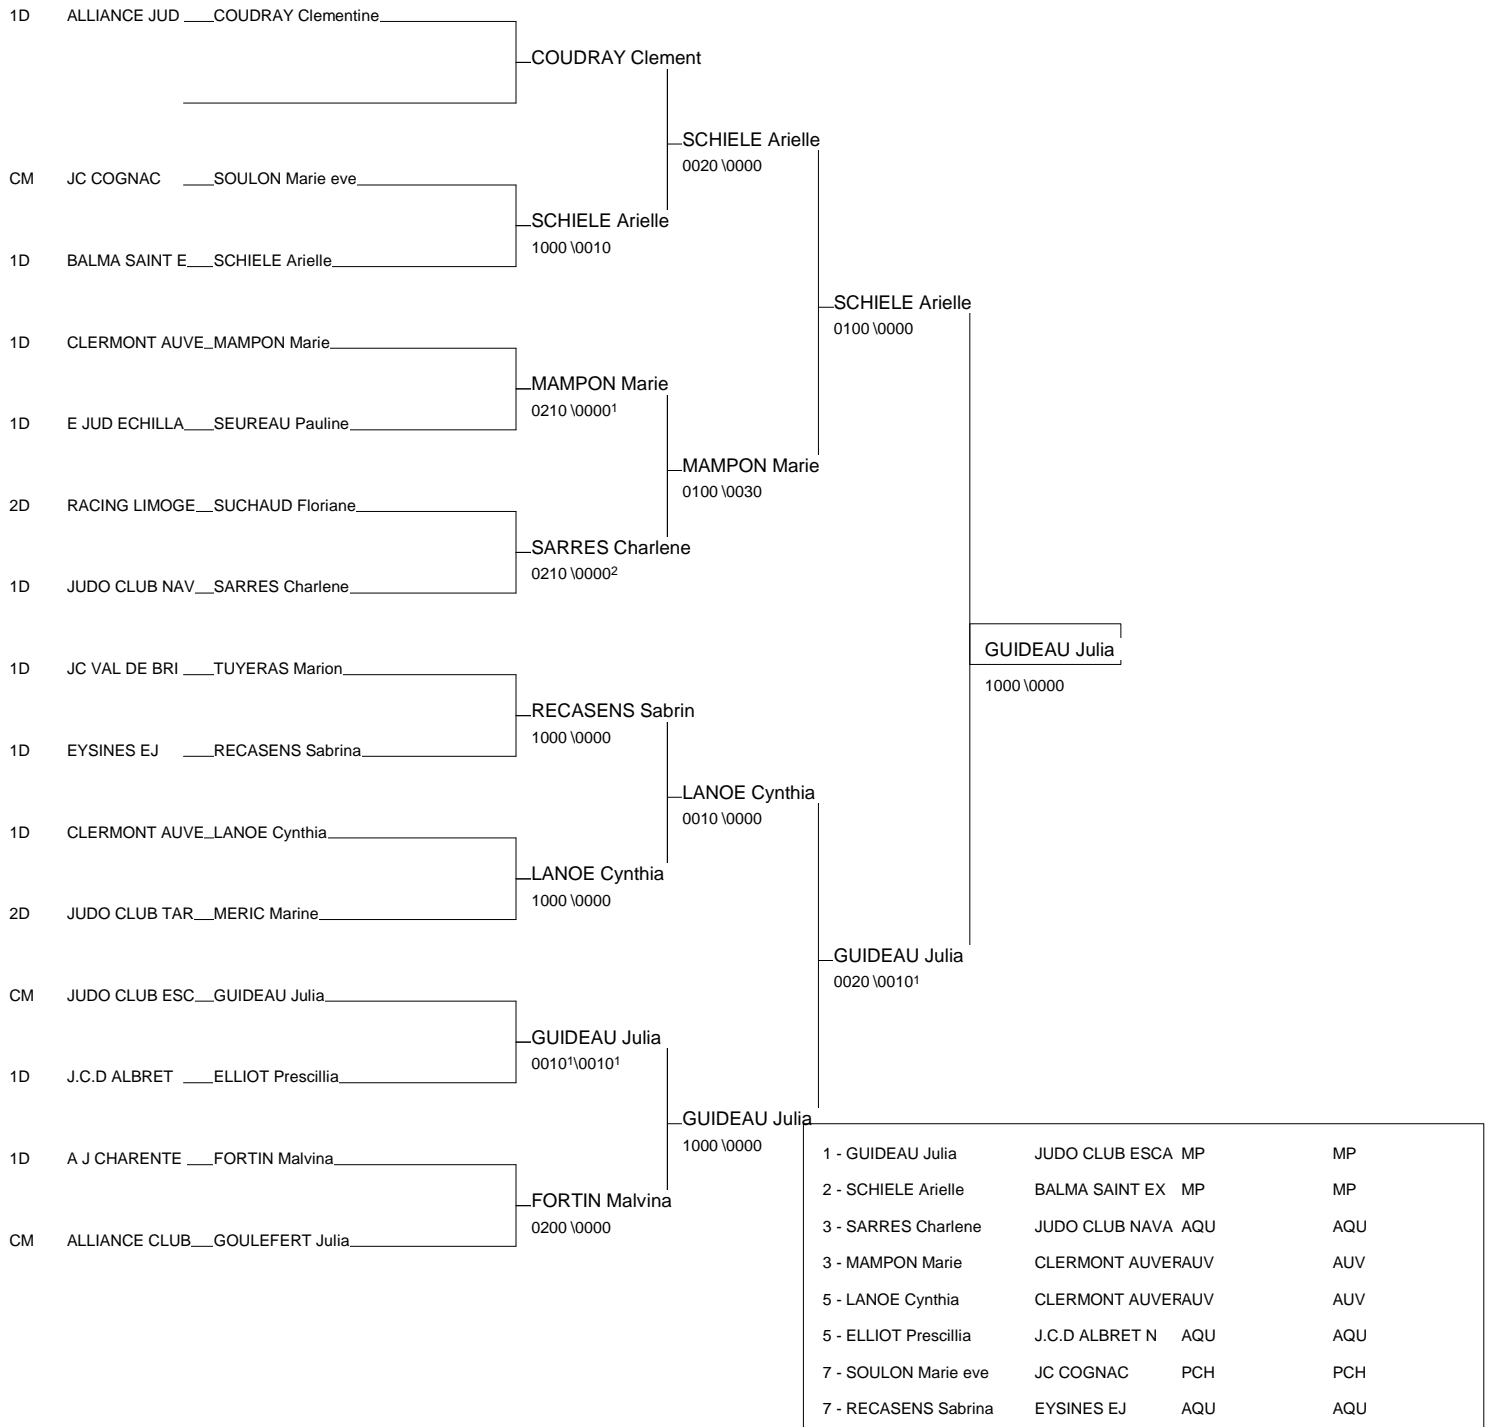 1D ALLIANCE JUD COUDRAY Clementine
COUDRAY Clement
SCHIELE Arielle
0020 \0000
CM JC COGNAC SOULON Marie eve
SCHIELE Arielle
1000 \0010
1D BALMA SAINT E SCHIELE Arielle
SCHIELE Arielle
0100 \0000
1D CLERMONT AUVE MAMPON Marie
MAMPON Marie
0210 \0000¹
1D E JUD ECHILLA SEUREAU Pauline
MAMPON Marie
0100 \0030
2D RACING LIMOGE SUCHAUD Floriane
SARRES Charlene
0210 \0000²
1D JUDO CLUB NAV SARRES Charlene
GUIDEAU Julia
1000 \0000
1D JC VAL DE BRI TUYERAS Marion
RECASENS Sabrin
1000 \0000
1D EYSINES EJ RECASENS Sabrina
LANOE Cynthia
0010 \0000
1D CLERMONT AUVE LANOE Cynthia
LANOE Cynthia
1000 \0000
2D JUDO CLUB TAR MERIC Marine
GUIDEAU Julia
0020 \0010¹
CM JUDO CLUB ESC GUIDEAU Julia
GUIDEAU Julia
0010¹\0010¹
1D J.C.D ALBRET ELLIOT Prescillia
GUIDEAU Julia
1000 \0000
1D A J CHARENTE FORTIN Malvina
FORTIN Malvina
0200 \0000
CM ALLIANCE CLUB GOULEFERT Julia
1 - GUIDEAU Julia JUDO CLUB ESCA MP MP
2 - SCHIELE Arielle BALMA SAINT EX MP MP
3 - SARRES Charlene JUDO CLUB NAVA AQU AQU
3 - MAMPON Marie CLERMONT AUVER AUV AUV
5 - LANOE Cynthia CLERMONT AUVER AUV AUV
5 - ELLIOT Prescillia J.C.D ALBRET N AQU AQU
7 - SOULON Marie eve JC COGNAC PCH PCH
7 - RECASENS Sabrina EYSINES EJ AQU AQU